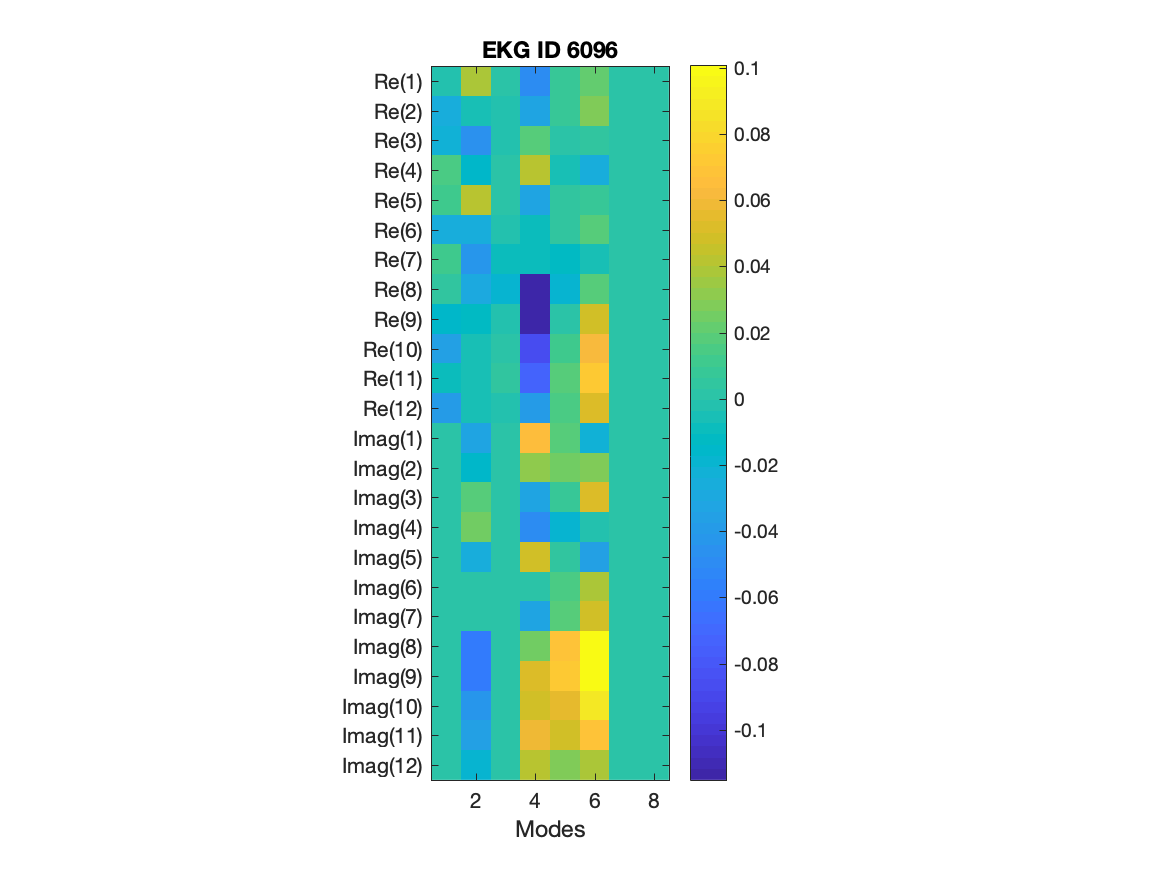 EKG ID 6096
Re(1)
Re(2)
Re(3)
Re(4)
Re(5)
Re(6)
Re(7)
Re(8)
Re(9)
Re(10)
Re(11)
Re(12)
Imag(1)
Imag(2)
Imag(3)
Imag(4)
Imag(5)
Imag(6)
Imag(7)
Imag(8)
Imag(9)
Imag(10)
Imag(11)
Imag(12)
2 4 6 8
Modes
0.1
0.08
0.06
0.04
0.02
0
-0.02
-0.04
-0.06
-0.08
-0.1